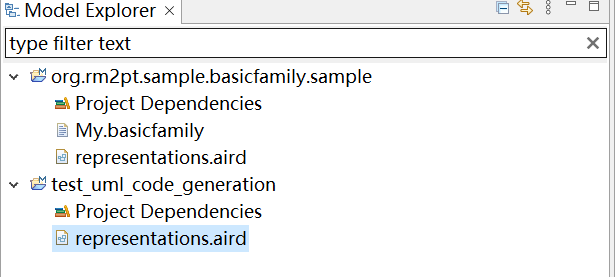 Model Explorer
type filter text
org.rm2pt.sample.basicfamily.sample
Project Dependencies
My.basicfamily
representations.aird
test_uml_code_generation
Project Dependencies
representations.aird